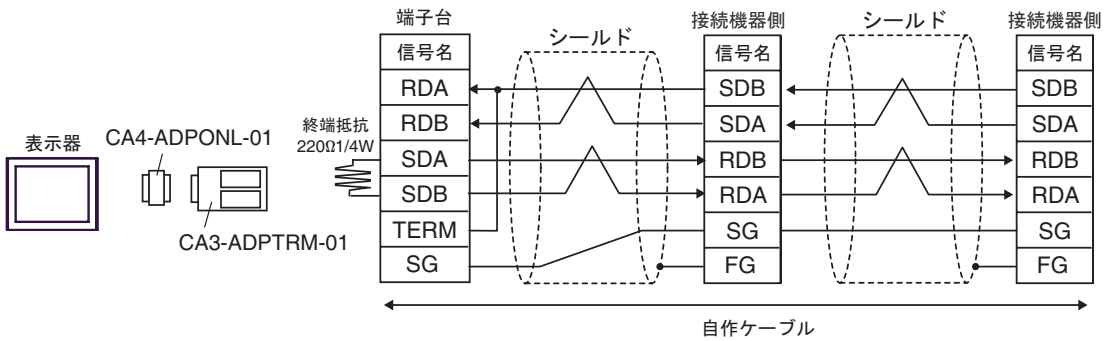 表示器
CA4-ADPONL-01
CA3-ADPTRM-01
終端抵抗
220Ω1/4W
端子台
信号名
RDA
RDB
SDA
SDB
TERM
SG
シールド
接続機器側
信号名
SDB
SDA
RDB
RDA
SG
FG
シールド
接続機器側
信号名
SDB
SDA
RDB
RDA
SG
FG
自作ケーブル